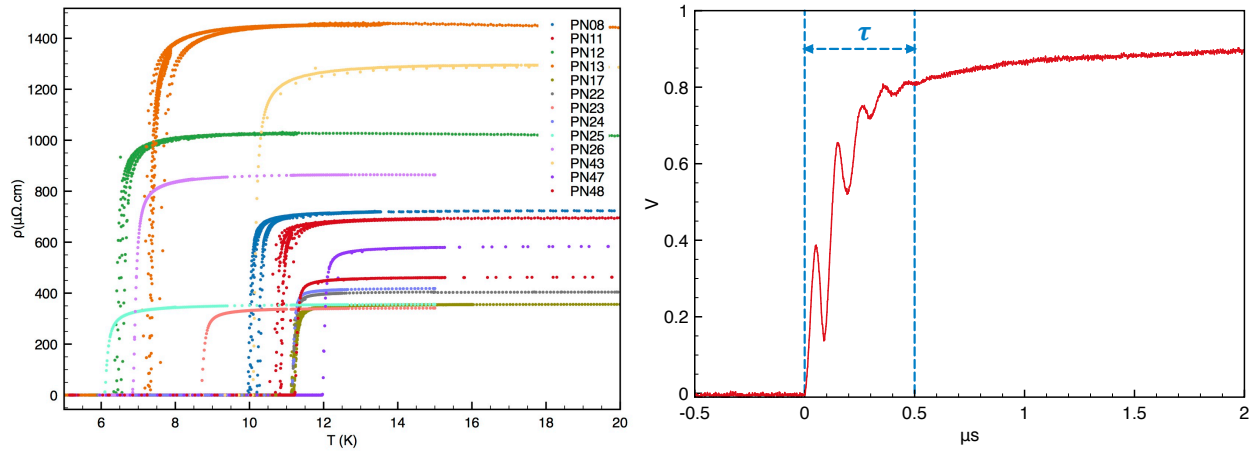 1400
1200
1000
800
600
400
200
0
ρ(µΩ.cm)
6 8 10 12 14 16 18 20
T (K)
PN08
PN11
PN12
PN13
PN17
PN22
PN23
PN24
PN25
PN26
PN43
PN47
PN48
1
0.8
0.6
0.4
0.2
0
V
τ
-0.5 0 0.5 1 1.5 2
µs